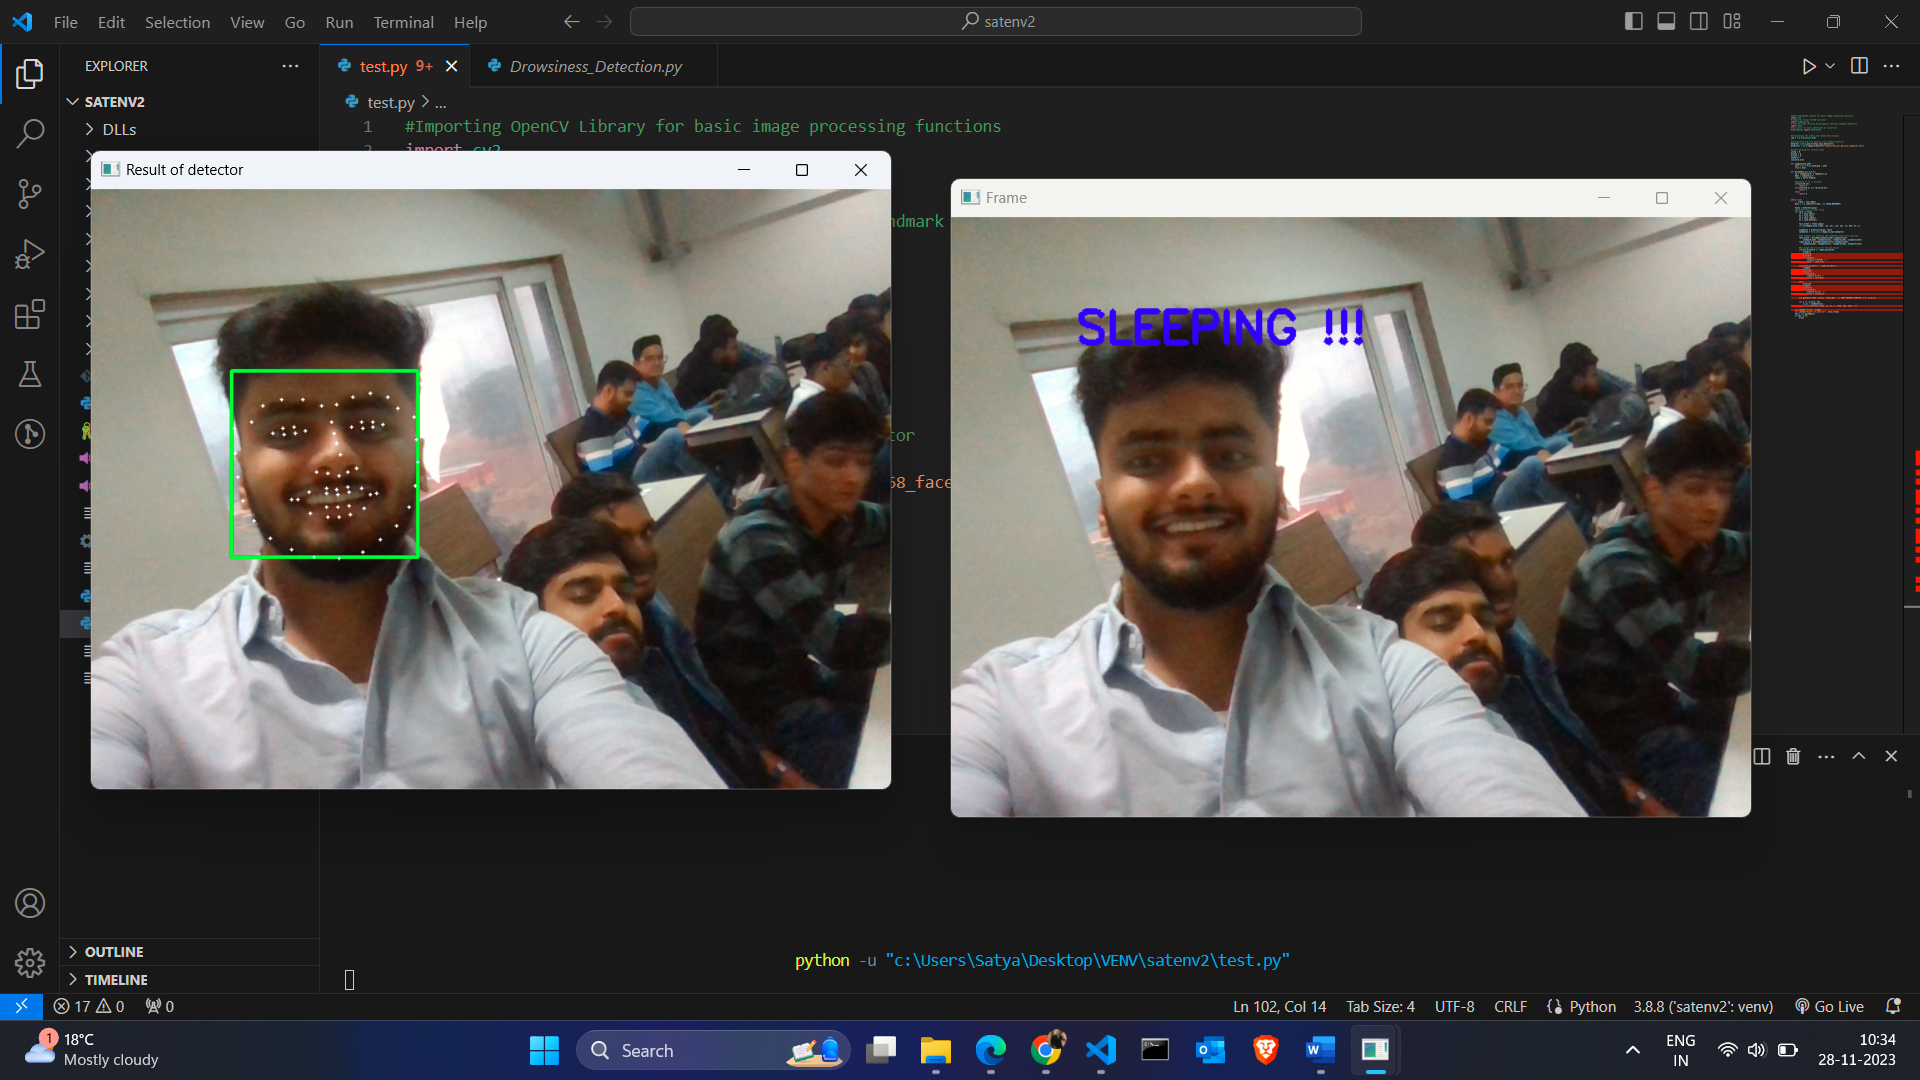 File Edit Selection View Go Run Terminal Help
satenv2
EXPLORER
test.py 9+
Drowsiness_Detection.py
SATENV2
DLLs
test.py > ...
1 #Importing OpenCV Library for basic image processing functions
2 import cv2
Result of detector
Frame
ndmark
SLEEPING !!!
tor
68_face
OUTLINE
TIMELINE
python -u "c:\Users\Satya\Desktop\VENV\satenv2\test.py"
17 0 0
Ln 102, Col 14 Tab Size: 4 UTF-8 CRLF Python 3.8.8 ('satenv2': venv) Go Live
1
18°C
Mostly cloudy
Search
ENG
IN
10:34
28-11-2023